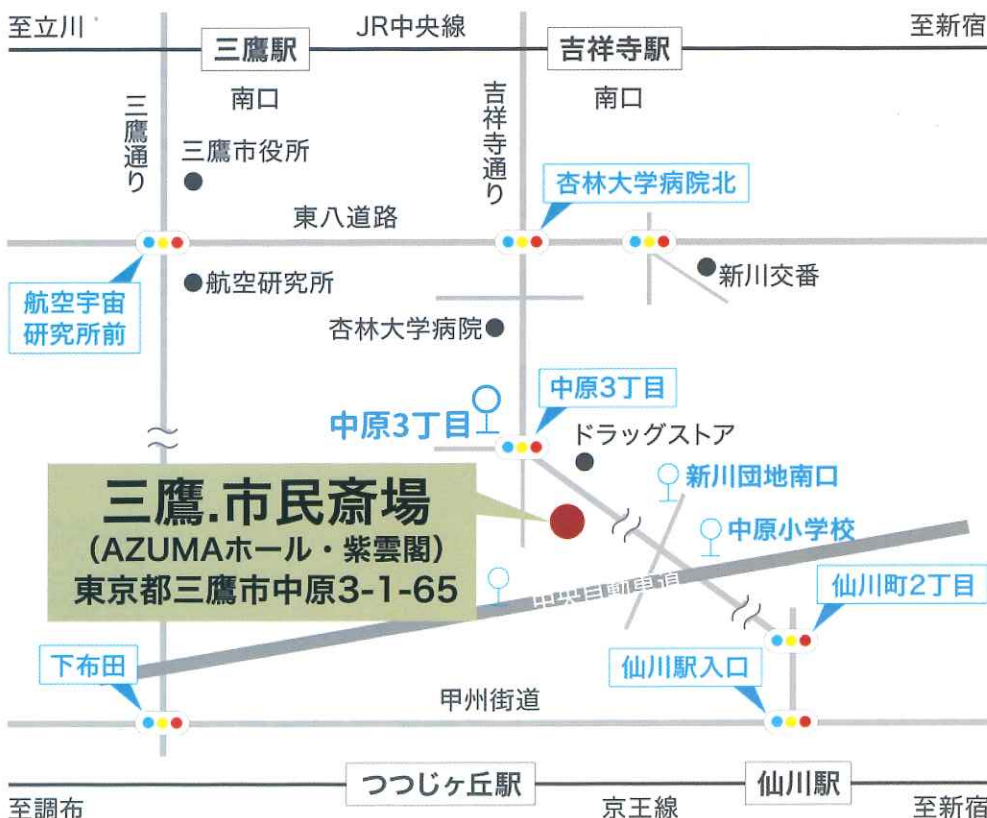 至立川
JR中央線
至新宿
三鷹駅
吉祥寺駅
南口
南口
三鷹通り
吉祥寺通り
三鷹市役所
杏林大学病院北
東八道路
航空研究所
新川交番
航空宇宙
研究所前
杏林大学病院
中原3丁目
中原3丁目
ドラッグストア
新川団地南口
三鷹.市民斎場
(AZUMAホール・紫雲閣)
東京都三鷹市中原3-1-65
中原小学校
中央自動車道
仙川町2丁目
下布田
仙川駅入口
甲州街道
つつじヶ丘駅
仙川駅
至調布
京王線
至新宿